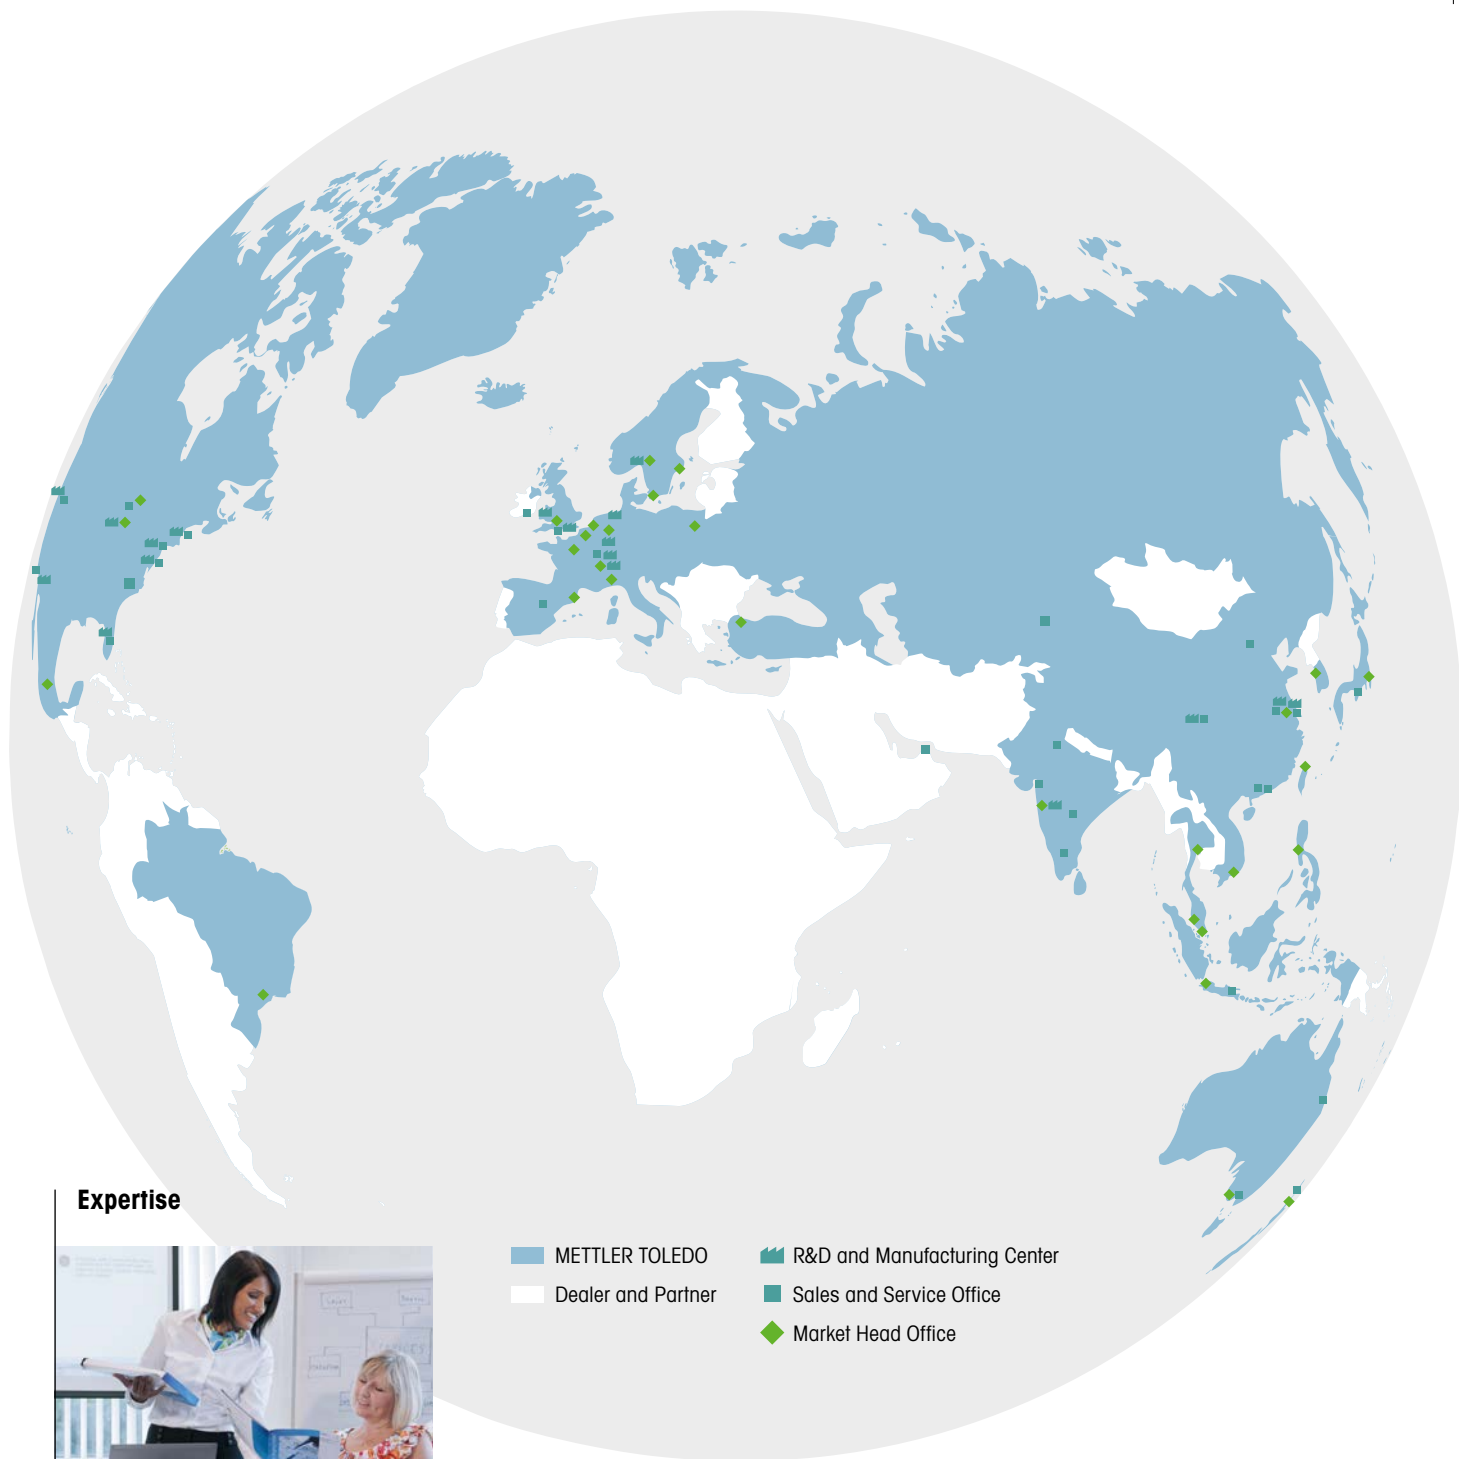 Expertise
METTLER TOLEDO
Dealer and Partner
R&D and Manufacturing Center
Sales and Service Office
Market Head Office